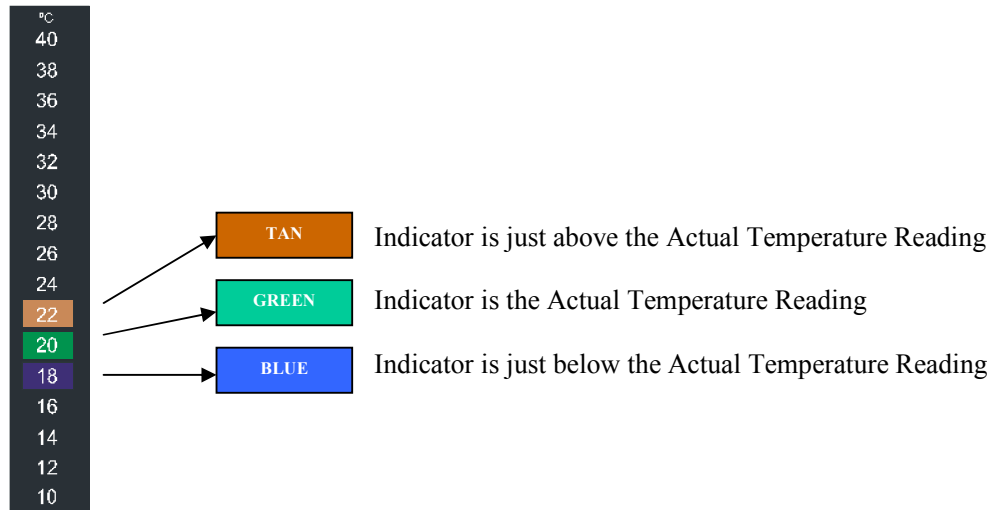 ºC
40
38
36
34
32
30
28
26
24
22
20
18
16
14
12
10
TAN
Indicator is just above the Actual Temperature Reading
GREEN
Indicator is the Actual Temperature Reading
BLUE
Indicator is just below the Actual Temperature Reading